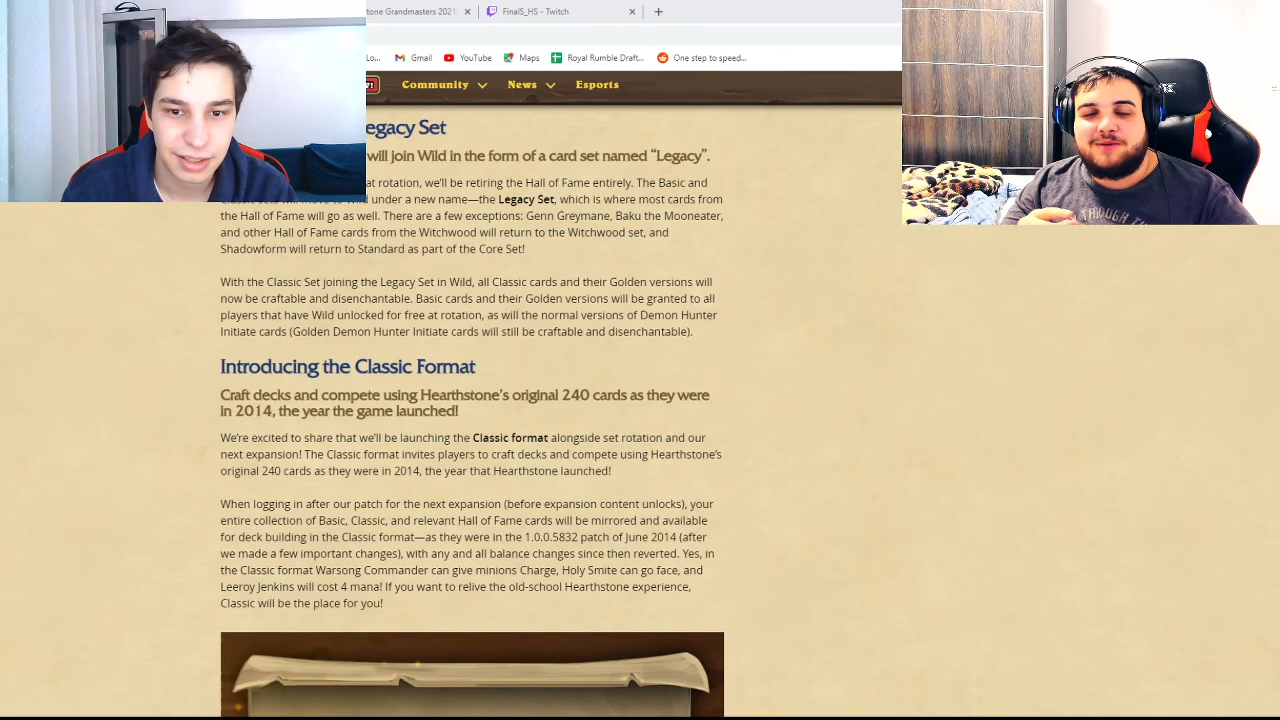 tone Grandmasters 2021
FinalS_HS - Twitch
Lo...
Gmail
YouTube
Maps
Royal Rumble Draft...
One step to speed...
Community
News
Esports
egacy Set
will join Wild in the form of a card set named “Legacy”.
at rotation, we’ll be retiring the Hall of Fame entirely. The Basic and
under a new name—the Legacy Set, which is where most cards from
the Hall of Fame will go as well. There are a few exceptions: Genn Greymane, Baku the Mooneater,
and other Hall of Fame cards from the Witchwood will return to the Witchwood set, and
Shadowform will return to Standard as part of the Core Set!
With the Classic Set joining the Legacy Set in Wild, all Classic cards and their Golden versions will
now be craftable and disenchantable. Basic cards and their Golden versions will be granted to all
players that have Wild unlocked for free at rotation, as will the normal versions of Demon Hunter
Initiate cards (Golden Demon Hunter Initiate cards will still be craftable and disenchantable).
Introducing the Classic Format
Craft decks and compete using Hearthstone’s original 240 cards as they were
in 2014, the year the game launched!
We’re excited to share that we’ll be launching the Classic format alongside set rotation and our
next expansion! The Classic format invites players to craft decks and compete using Hearthstone’s
original 240 cards as they were in 2014, the year that Hearthstone launched!
When logging in after our patch for the next expansion (before expansion content unlocks), your
entire collection of Basic, Classic, and relevant Hall of Fame cards will be mirrored and available
for deck building in the Classic format—as they were in the 1.0.0.5832 patch of June 2014 (after
we made a few important changes), with any and all balance changes since then reverted. Yes, in
the Classic format Warsong Commander can give minions Charge, Holy Smite can go face, and
Leeroy Jenkins will cost 4 mana! If you want to relive the old-school Hearthstone experience,
Classic will be the place for you!